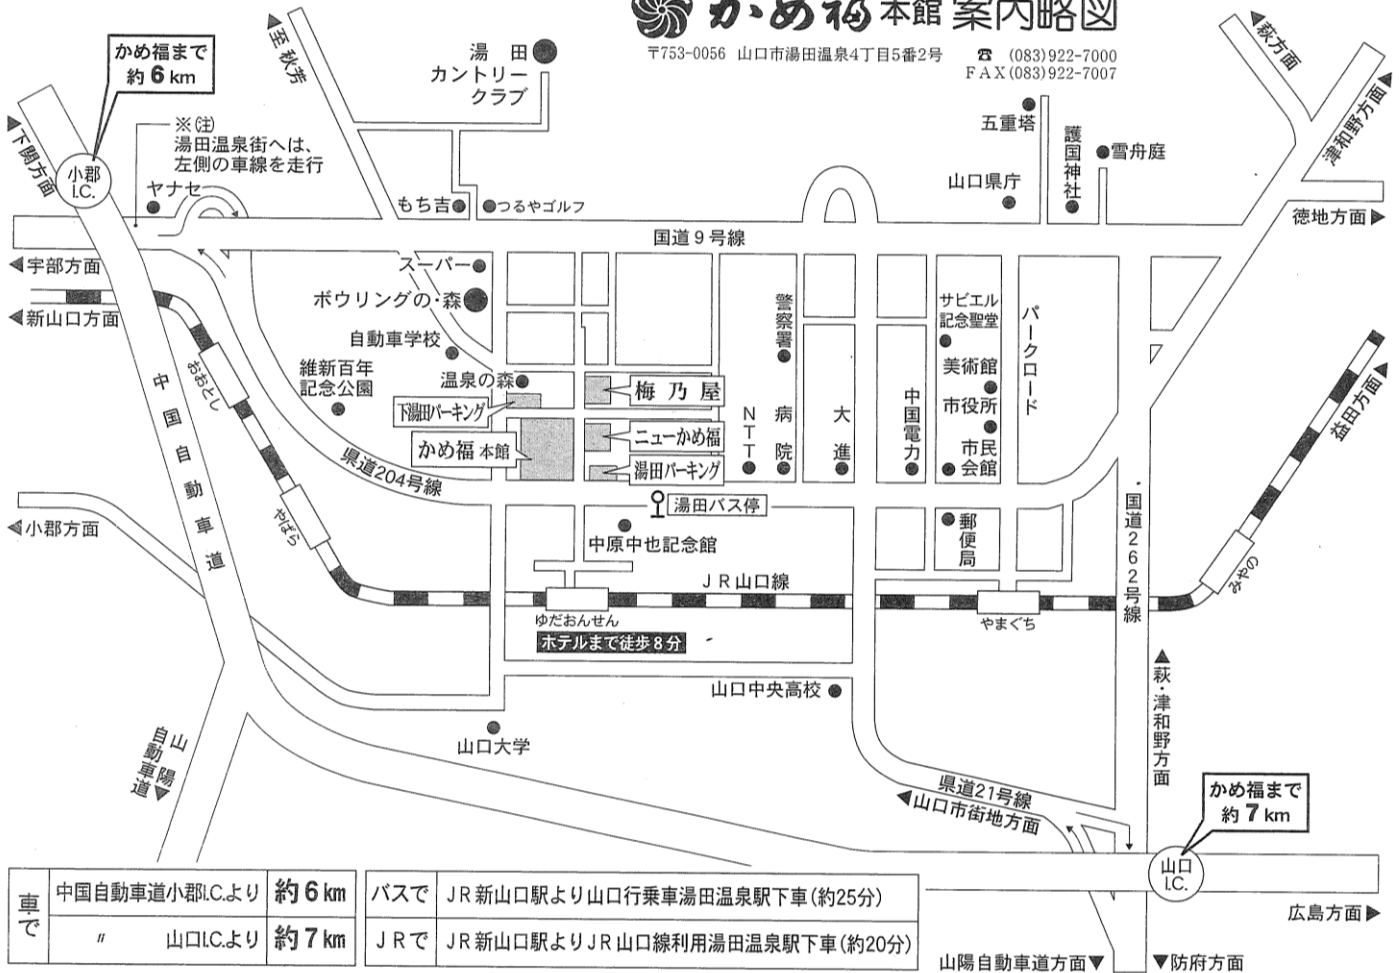 かめ福 本館 案内略図
〒753-0056 山口市湯田温泉4丁目5番2号
☎ (083)922-7000
FAX(083)922-7007
かめ福まで
約6km
◀至秋芳
湯田
カントリー
クラブ
◀萩方面
津和野方面▶
徳地方面▶
◀下関方面
小郡
I.C.
※(注)
湯田温泉街へは、
左側の車線を走行
ヤナセ
もち吉
つるやゴルフ
五重塔
護国神社
雪舟庭
山口県庁
国道9号線
◀宇部方面
◀新山口方面
スーパー
ボウリングの・森
自動車学校
維新百年
記念公園
温泉の森
下湯田パーキング
かめ福 本館
梅乃屋
ニューかめ福
湯田パーキング
警察署
NTT
病院
大進
中国電力
サビエル
記念聖堂
美術館
市役所
市民
会館
パークロード
益田方面▶
おおとし
中国自動車道
県道204号線
やばら
◀小郡方面
湯田バス停
中原中也記念館
郵便局
国道262号線
JR山口線
ゆだおんせん
ホテルまで徒歩8分
やまぐち
みやの
山口中央高校
山口大学
山陽
自動車道▼
▲萩・津和野方面
県道21号線
◀山口市街地方面
かめ福まで
約7km
山口
I.C.
広島方面▶
山陽自動車道方面▼
▼防府方面
車で
中国自動車道小郡I.C.より 約6km
〃 山口I.C.より 約7km
バスで JR新山口駅より山口行乗車湯田温泉駅下車(約25分)
JRで JR新山口駅よりJR山口線利用湯田温泉駅下車(約20分)